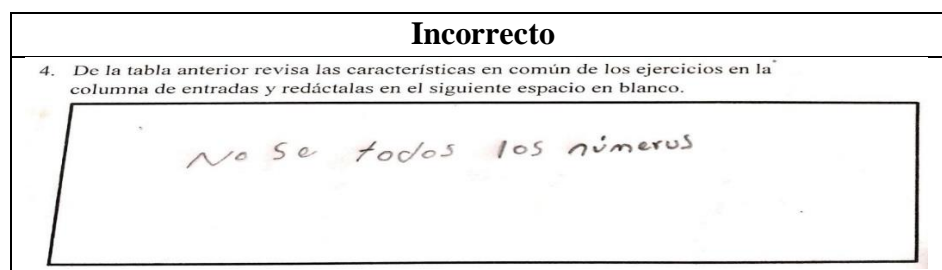 Incorrecto
4. De la tabla anterior revisa las características en común de los ejercicios en la
columna de entradas y redáctalas en el siguiente espacio en blanco.
No se todos los números